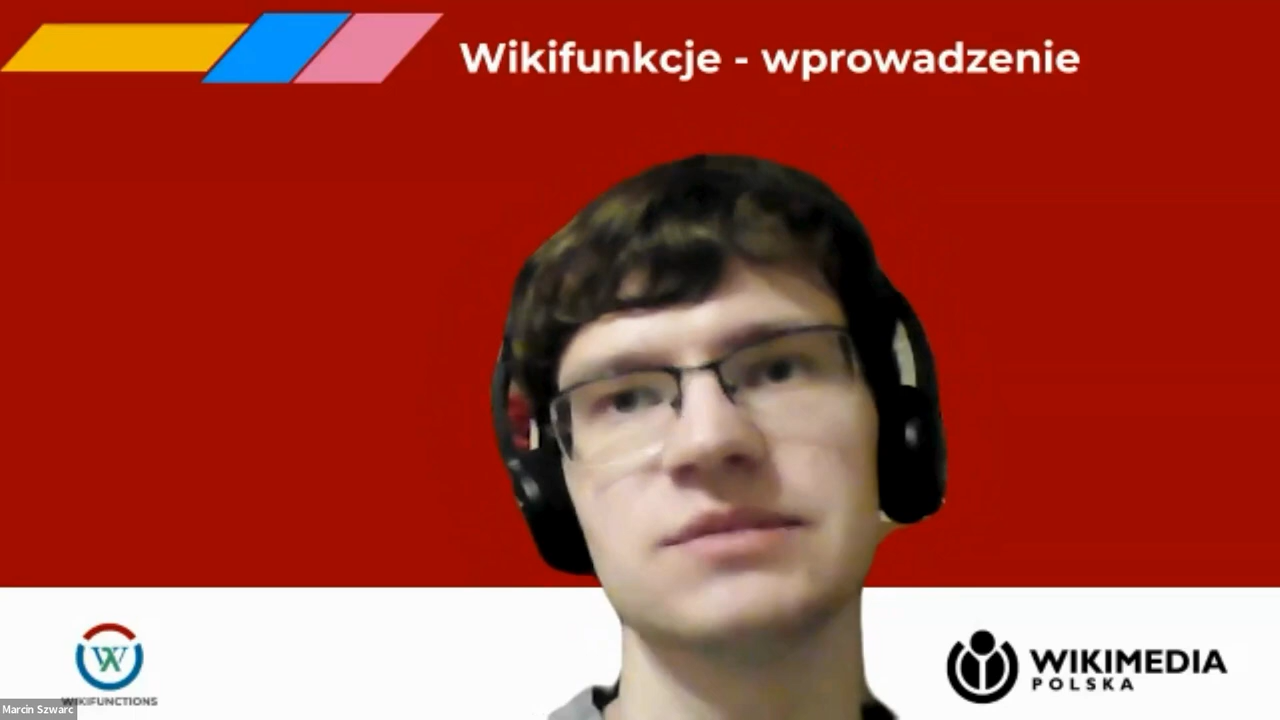 Wikifunkcje - wprowadzenie
WIKIFUNCTIONS
WIKIMEDIA
POLSKA
Marcin Szwarc